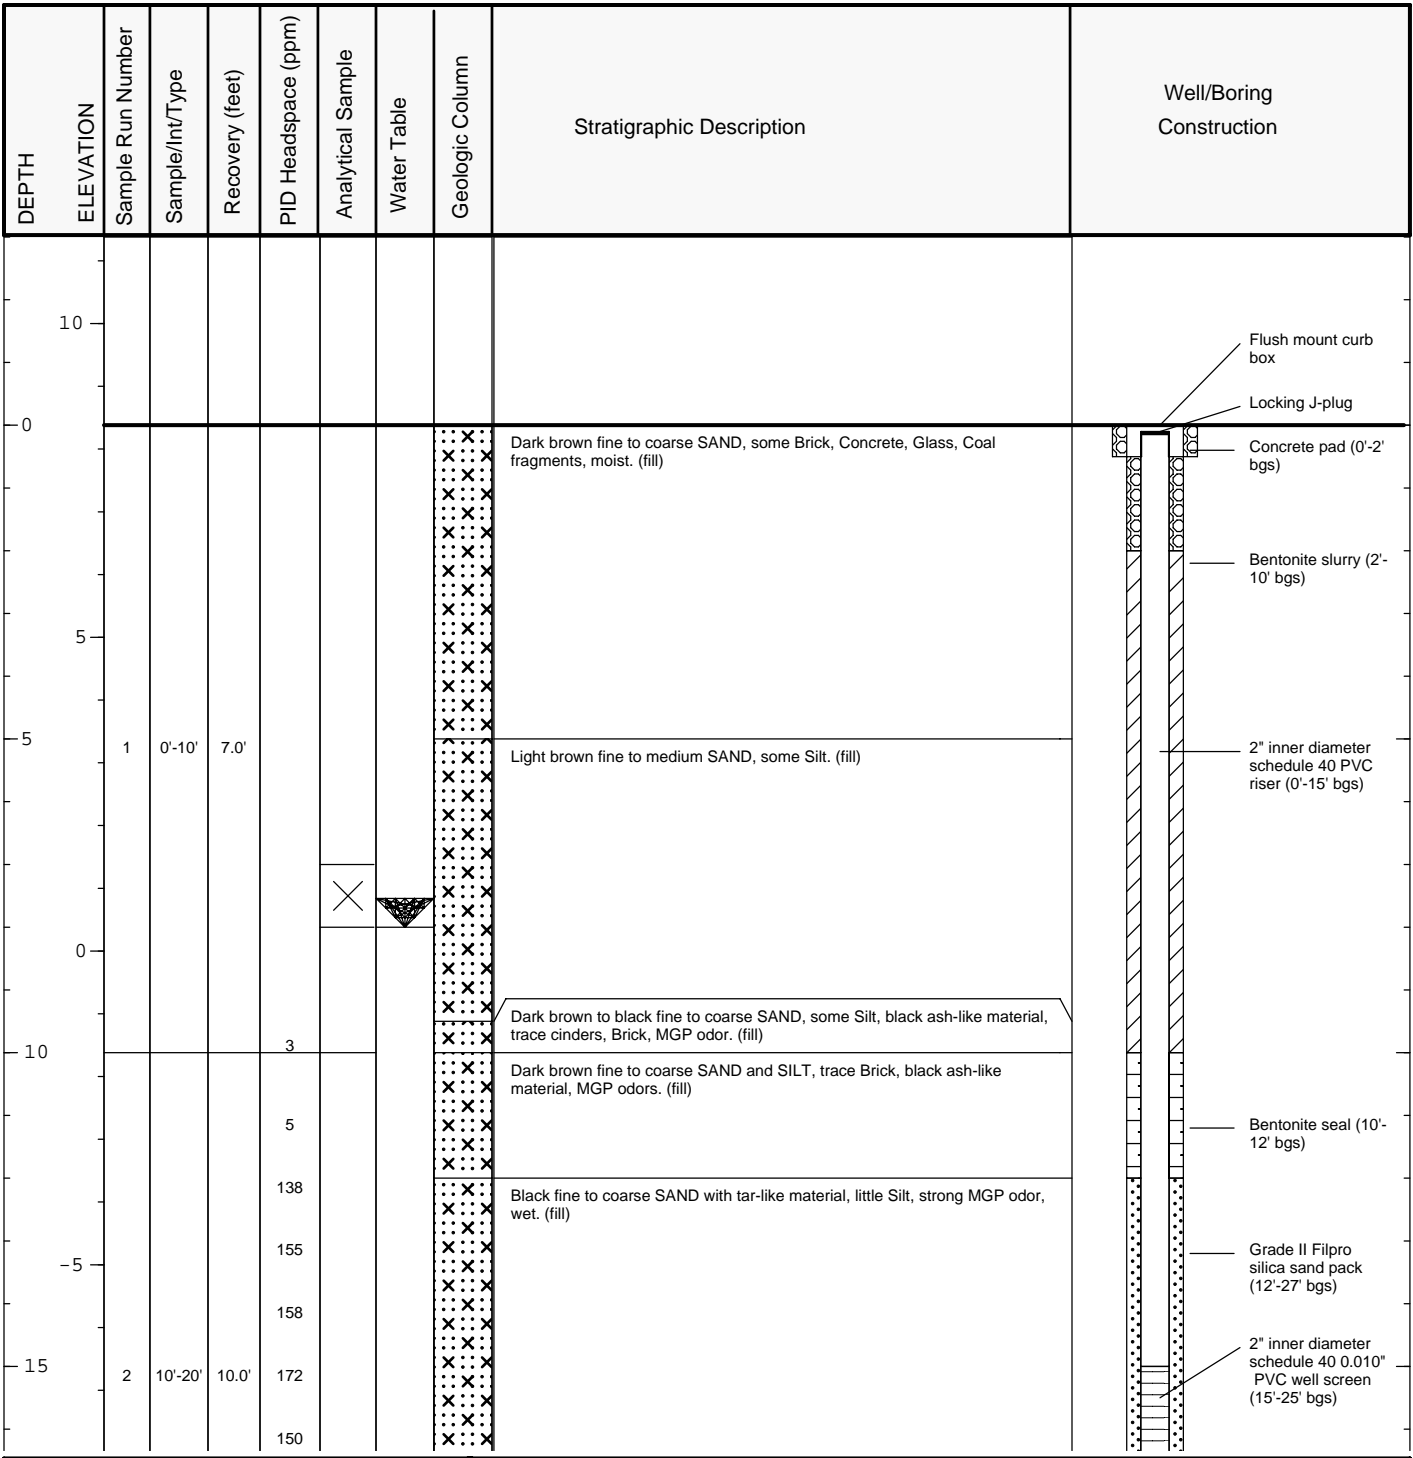 DEPTH
ELEVATION
Sample Run Number
Sample/Int/Type
Recovery (feet)
PID Headspace (ppm)
Analytical Sample
Water Table
Geologic Column
Stratigraphic Description
Well/Boring
Construction
10
Flush mount curb
box
Locking J-plug
0
Dark brown fine to coarse SAND, some Brick, Concrete, Glass, Coal
fragments, moist. (fill)
Concrete pad (0'-2'
bgs)
Bentonite slurry (2'-
10' bgs)
5
5
1 0'-10' 7.0'
Light brown fine to medium SAND, some Silt. (fill)
2" inner diameter
schedule 40 PVC
riser (0'-15' bgs)
0
Dark brown to black fine to coarse SAND, some Silt, black ash-like material,
trace cinders, Brick, MGP odor. (fill)
3
10
Dark brown fine to coarse SAND and SILT, trace Brick, black ash-like
material, MGP odors. (fill)
5
Bentonite seal (10'-
12' bgs)
138
Black fine to coarse SAND with tar-like material, little Silt, strong MGP odor,
wet. (fill)
155
-5
Grade II Filpro
silica sand pack
(12'-27' bgs)
158
15
2 10'-20' 10.0' 172
2" inner diameter
schedule 40 0.010"
PVC well screen
(15'-25' bgs)
150